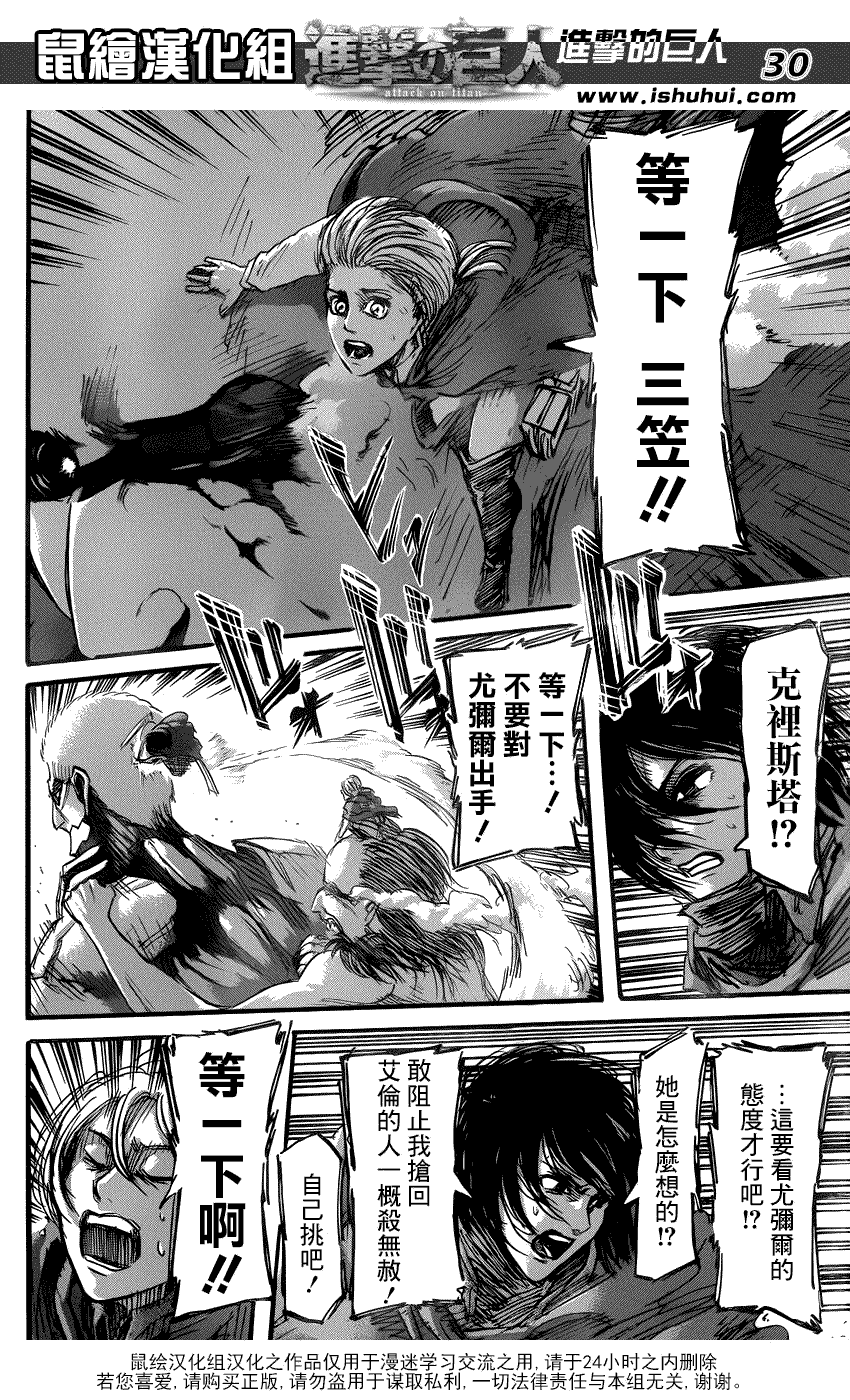 鼠繪漢化組
進撃の巨人
attack on titan
進擊的巨人
30
www.ishuhui.com
等一下 三笠!!
克裡斯塔!?
等一下…!
不要對
尤彌爾出手!
…這要看尤彌爾的
態度才行吧!?
她是怎麼想的!?
敢阻止我搶回
艾倫的人一概殺無赦!
自己挑吧!
等一下啊!!
鼠绘汉化组汉化之作品仅用于漫迷学习交流之用, 请于24小时之内删除
若您喜爱, 请购买正版, 请勿盗用于谋取私利, 一切法律责任与本组无关, 谢谢。